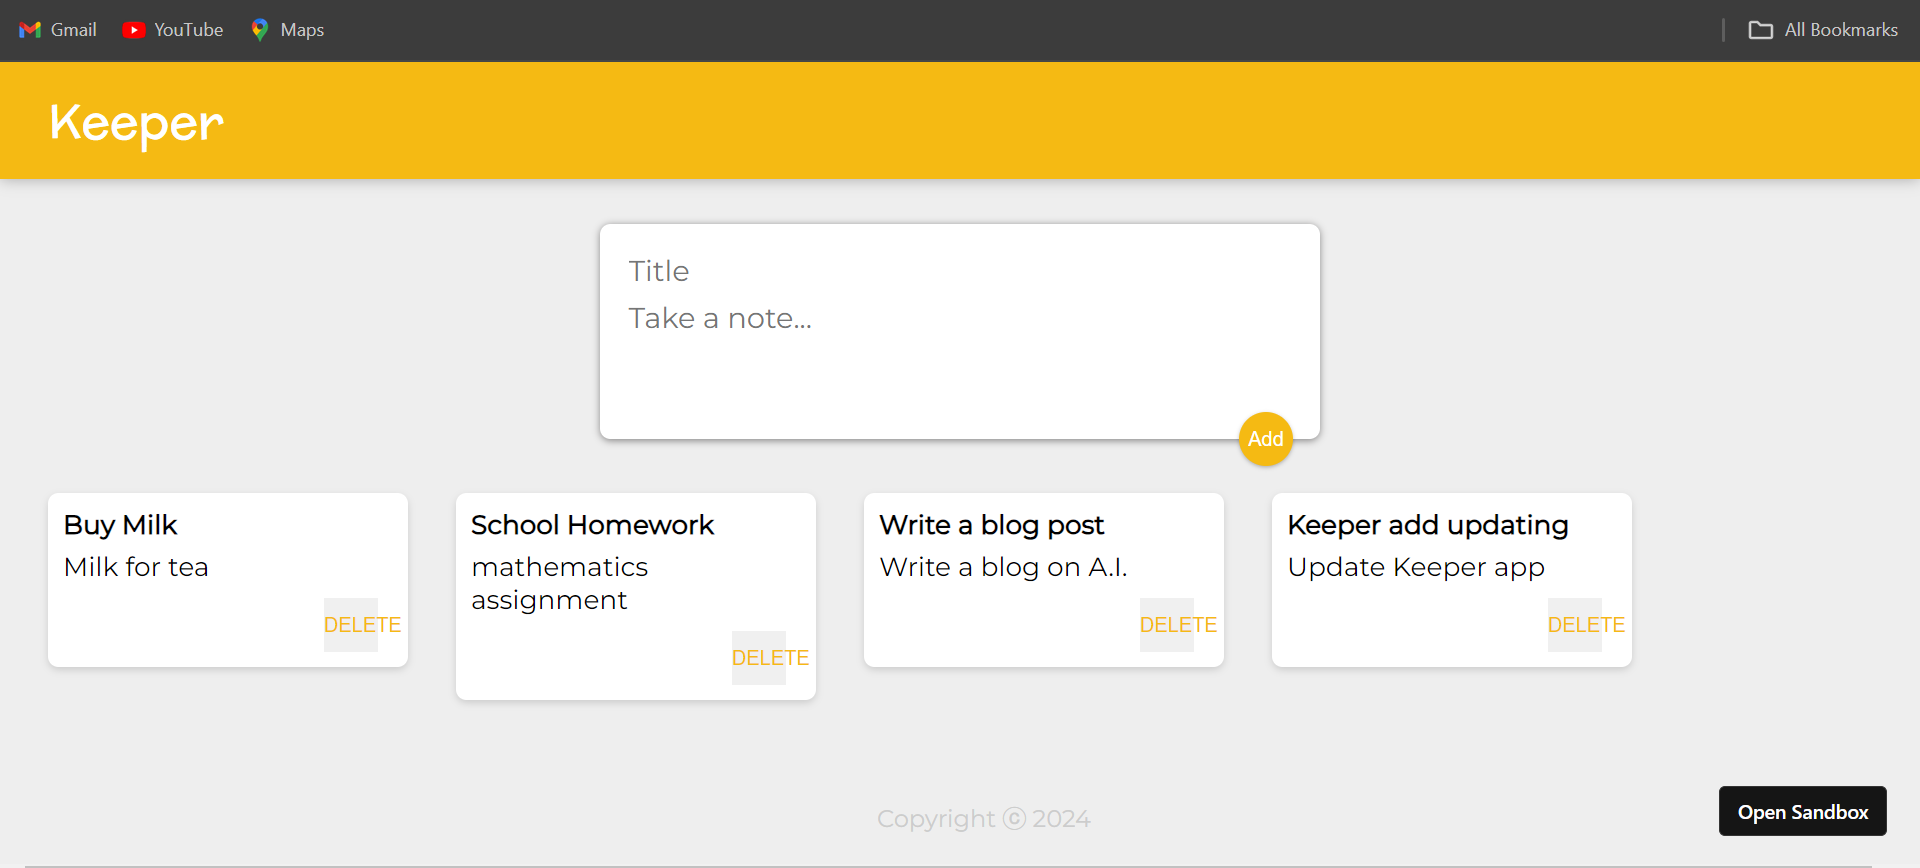 Gmail YouTube Maps All Bookmarks
Keeper
Title
Take a note...
Add
Buy Milk
Milk for tea
DELETE
School Homework
mathematics
assignment
DELETE
Write a blog post
Write a blog on A.I.
DELETE
Keeper add updating
Update Keeper app
DELETE
Copyright ⓒ 2024
Open Sandbox